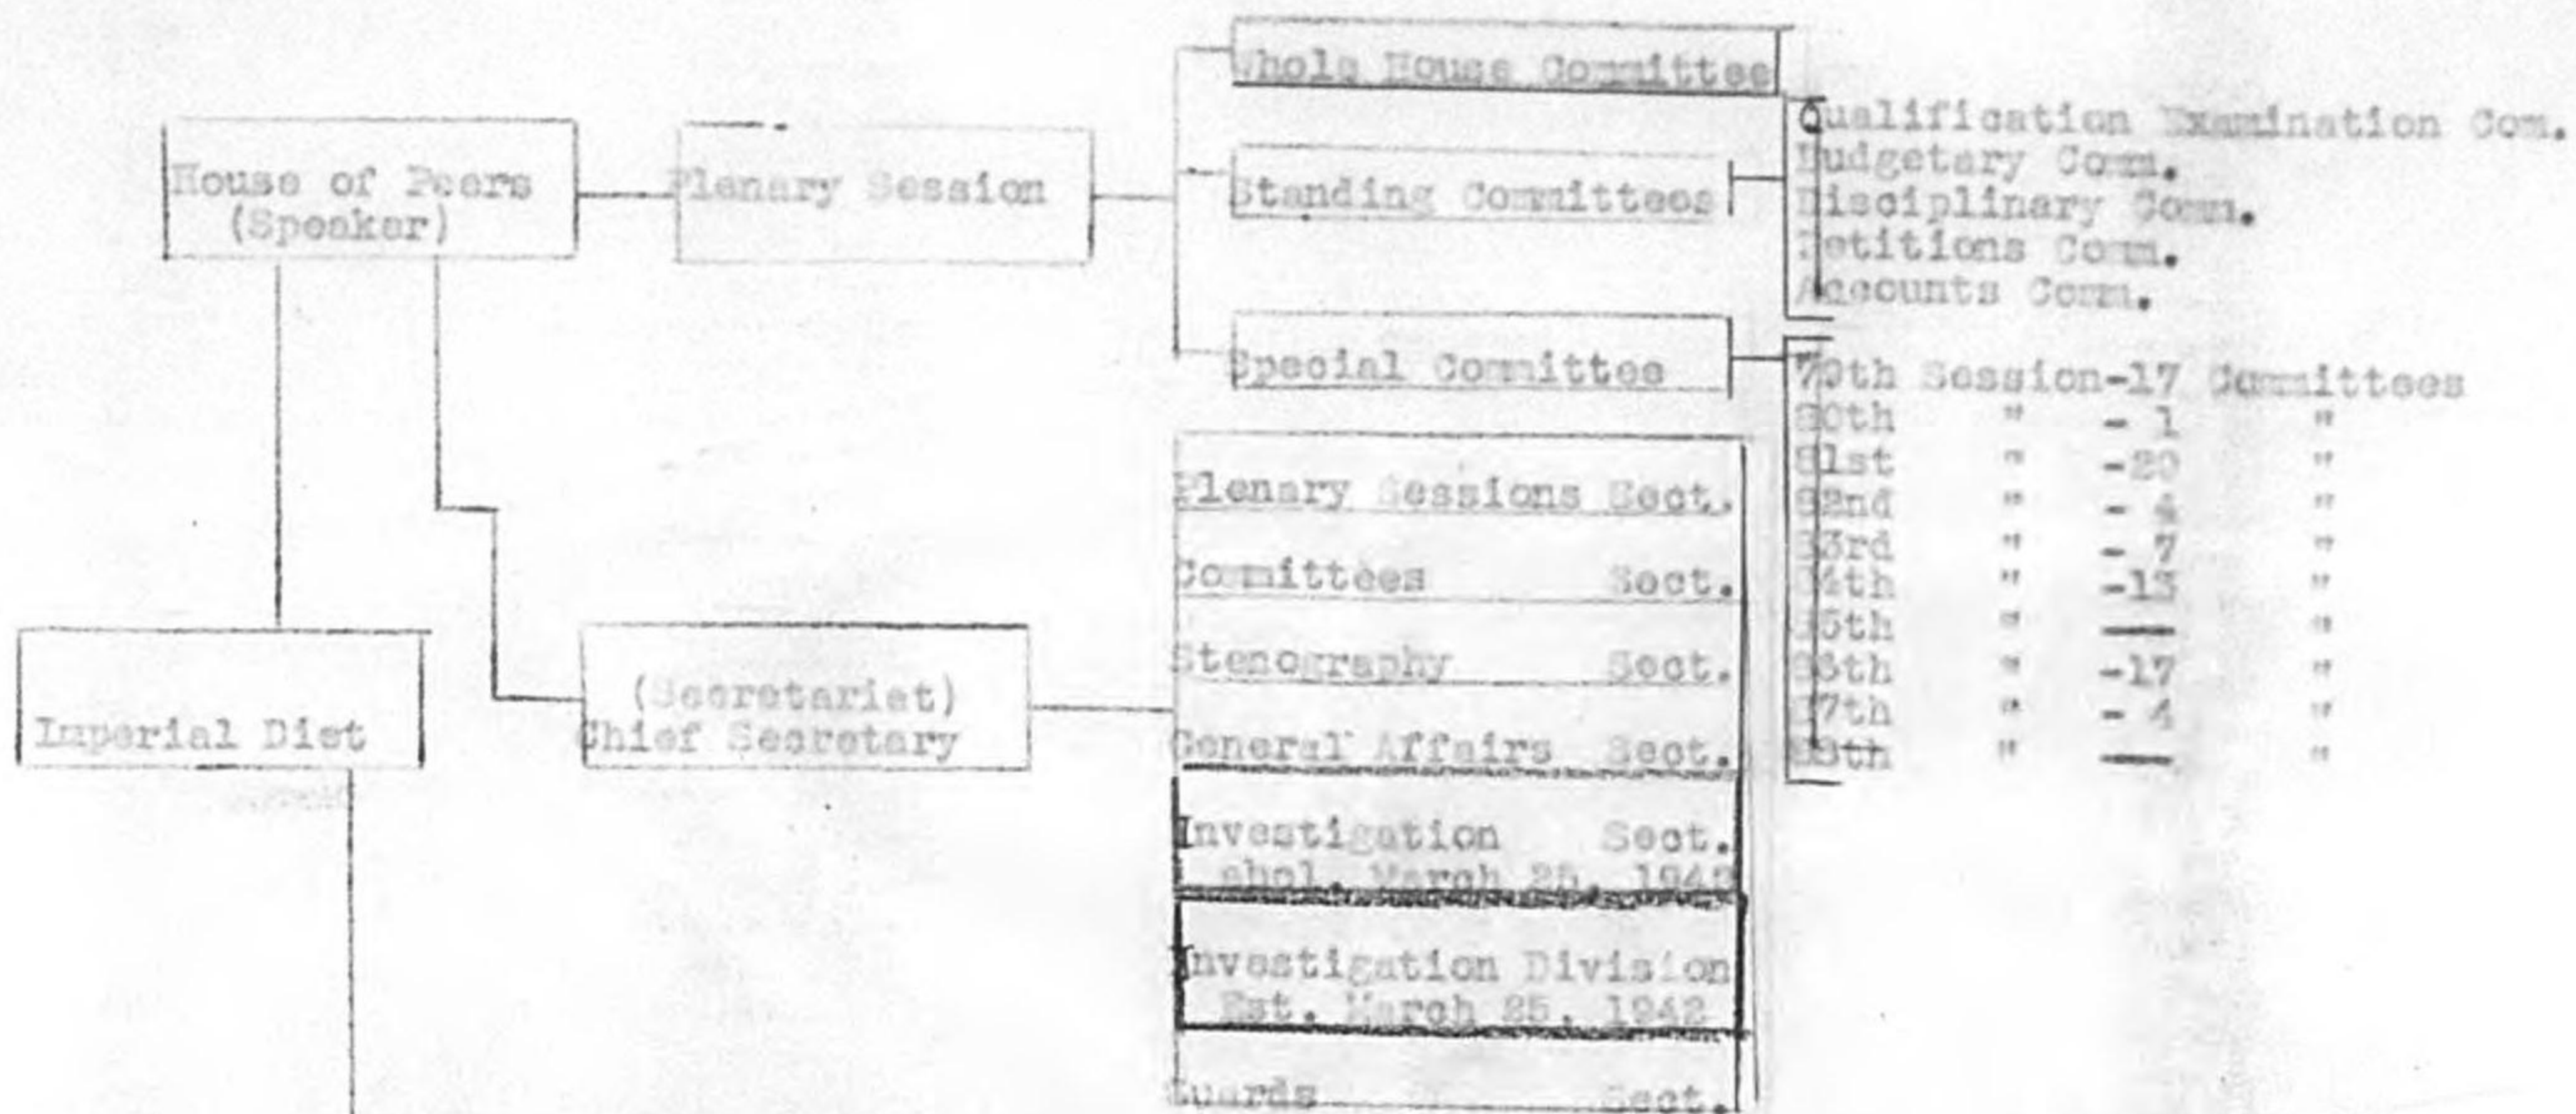 Whole House Committee
House of Peers
(Speaker)
Plenary Session
Standing Committees
Qualification Examination Com.
Budgetary Comm.
Disciplinary Comm.
Petitions Comm.
Accounts Comm.
Special Committee
79th Session-17 Committees
80th " - 1 "
81st " -20 "
82nd " - 4 "
83rd " - 7 "
84th " -13 "
85th " — "
86th " -17 "
87th " - 4 "
88th " — "
Imperial Diet
(Secretariat)
Chief Secretary
Plenary Sessions Sect.
Committees Sect.
Stenography Sect.
General Affairs Sect.
Investigation Sect.
abol. March 25, 1942
Investigation Division
Est. March 25, 1942
Guards Sect.